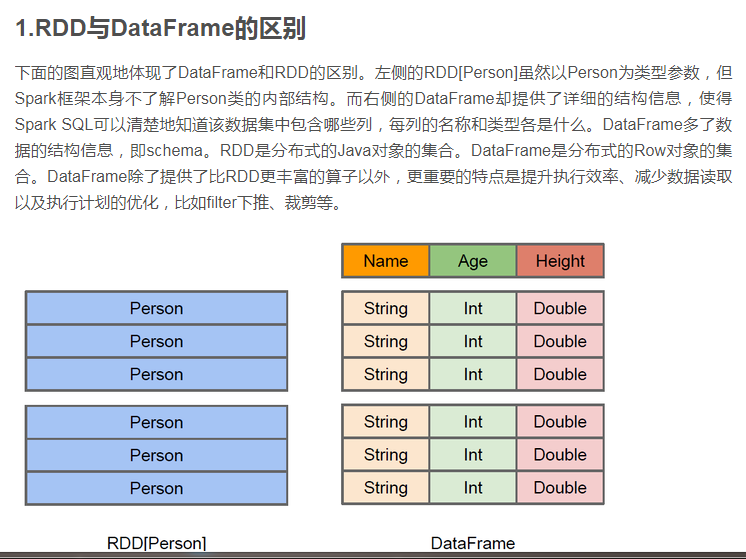 1.RDD与DataFrame的区别
下面的图直观地体现了DataFrame和RDD的区别。左侧的RDD[Person]虽然以Person为类型参数，但
Spark框架本身不了解Person类的内部结构。而右侧的DataFrame却提供了详细的结构信息，使得
Spark SQL可以清楚地知道该数据集中包含哪些列，每列的名称和类型各是什么。DataFrame多了
数据的结构信息，即schema。RDD是分布式的Java对象的集合。DataFrame是分布式的Row对象的集
合。DataFrame除了提供了比RDD更丰富的算子以外，更重要的特点是提升执行效率、减少数据读取
以及执行计划的优化，比如filter下推、裁剪等。
Name Age Height
Person String Int Double
Person String Int Double
Person String Int Double
Person String Int Double
Person String Int Double
Person String Int Double
RDD[Person] DataFrame